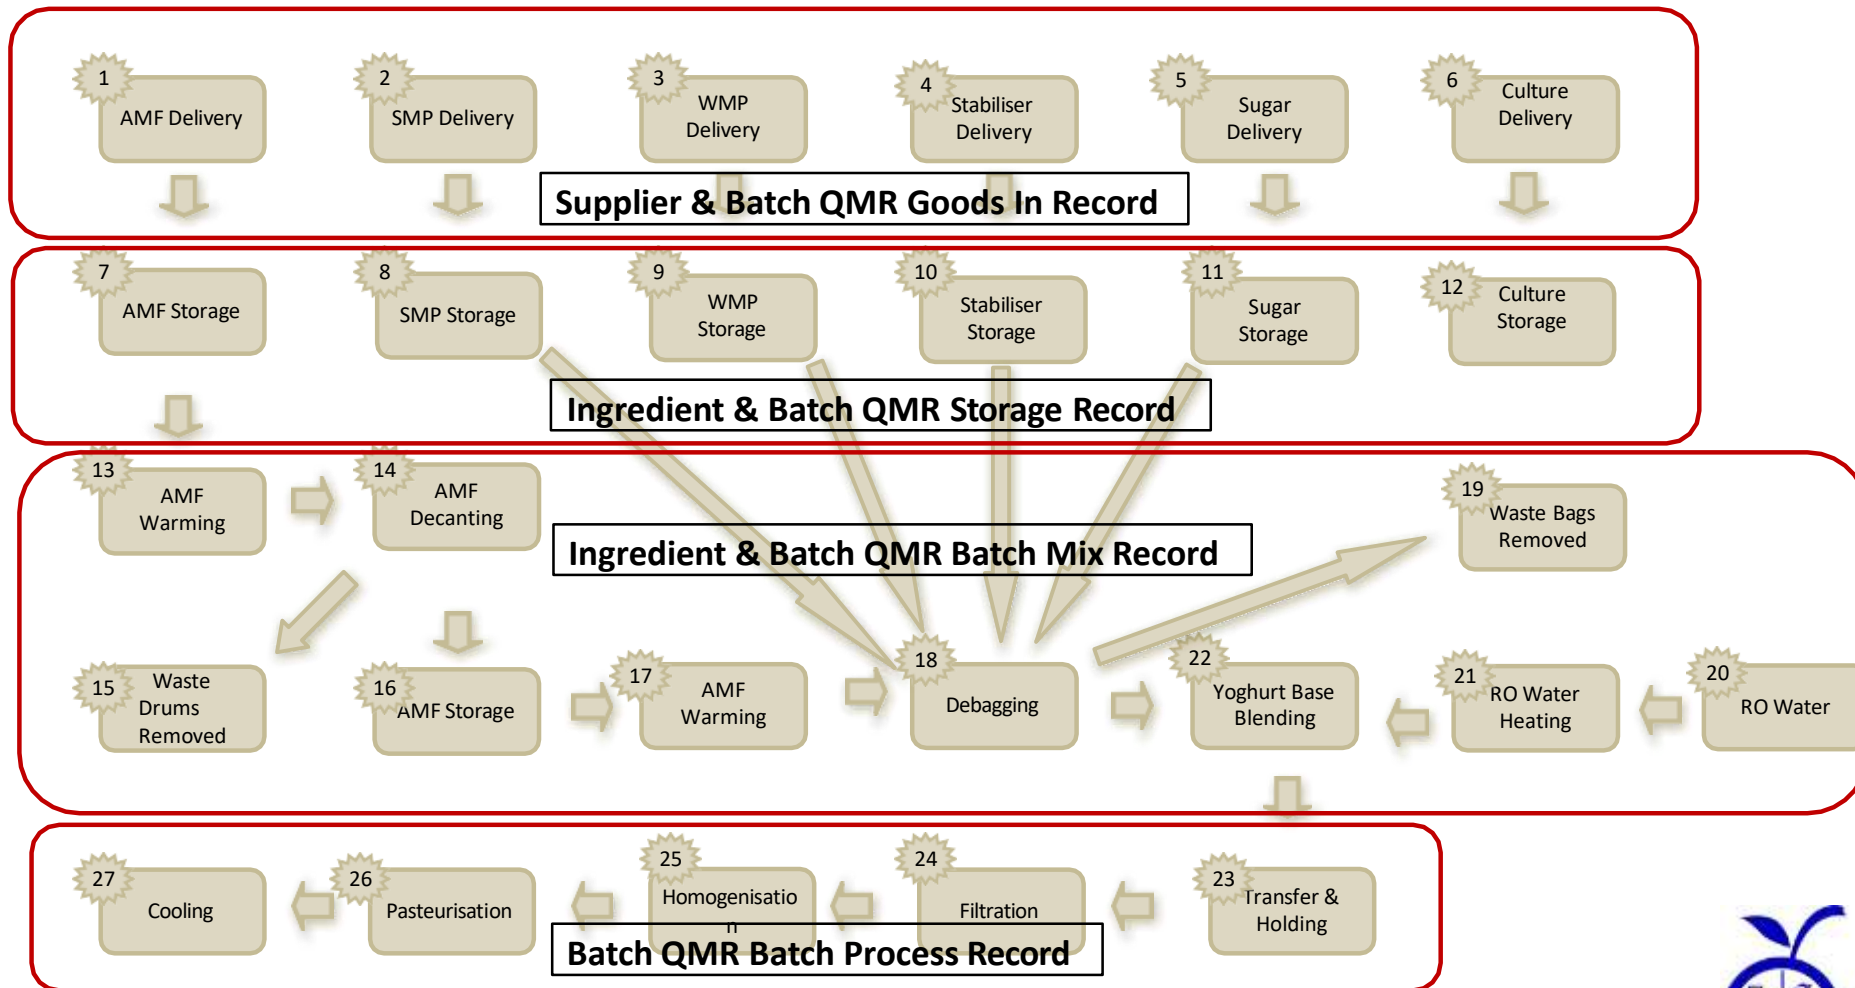 1
AMF Delivery
2
SMP Delivery
3
WMP
Delivery
4
Stabiliser
Delivery
5
Sugar
Delivery
6
Culture
Delivery
Supplier & Batch QMR Goods In Record
7
AMF Storage
8
SMP Storage
9
WMP
Storage
10
Stabiliser
Storage
11
Sugar
Storage
12
Culture
Storage
Ingredient & Batch QMR Storage Record
13
AMF
Warming
14
AMF
Decanting
19
Waste Bags
Removed
Ingredient & Batch QMR Batch Mix Record
15
Waste
Drums
Removed
16
AMF Storage
17
AMF
Warming
18
Debagging
22
Yoghurt Base
Blending
21
RO Water
Heating
20
RO Water
27
Cooling
26
Pasteurisation
25
Homogenisatio
n
24
Filtration
23
Transfer &
Holding
Batch QMR Batch Process Record